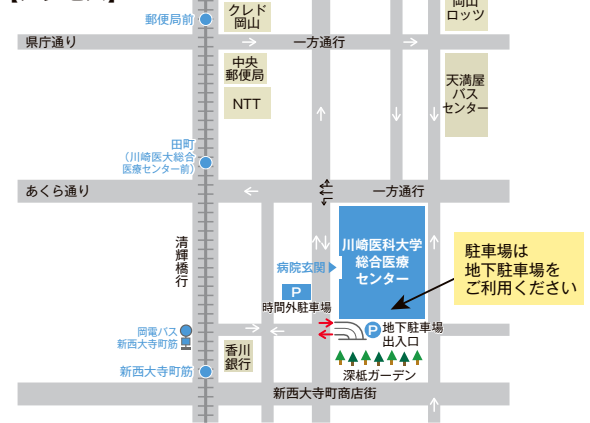 郵便局前
クレド
岡山
岡山
ロッツ
県庁通り
一方通行
中央
郵便局
NTT
天満屋
バス
センター
田町
(川崎医大総合
医療センター前)
あくら通り
一方通行
清輝橋行
川崎医科大学
総合医療
センター
病院玄関
P
時間外駐車場
駐車場は
地下駐車場を
ご利用ください
岡電バス
新西大寺町筋
P
地下駐車場
出入口
香川
銀行
新西大寺町筋
深柢ガーデン
新西大寺町商店街